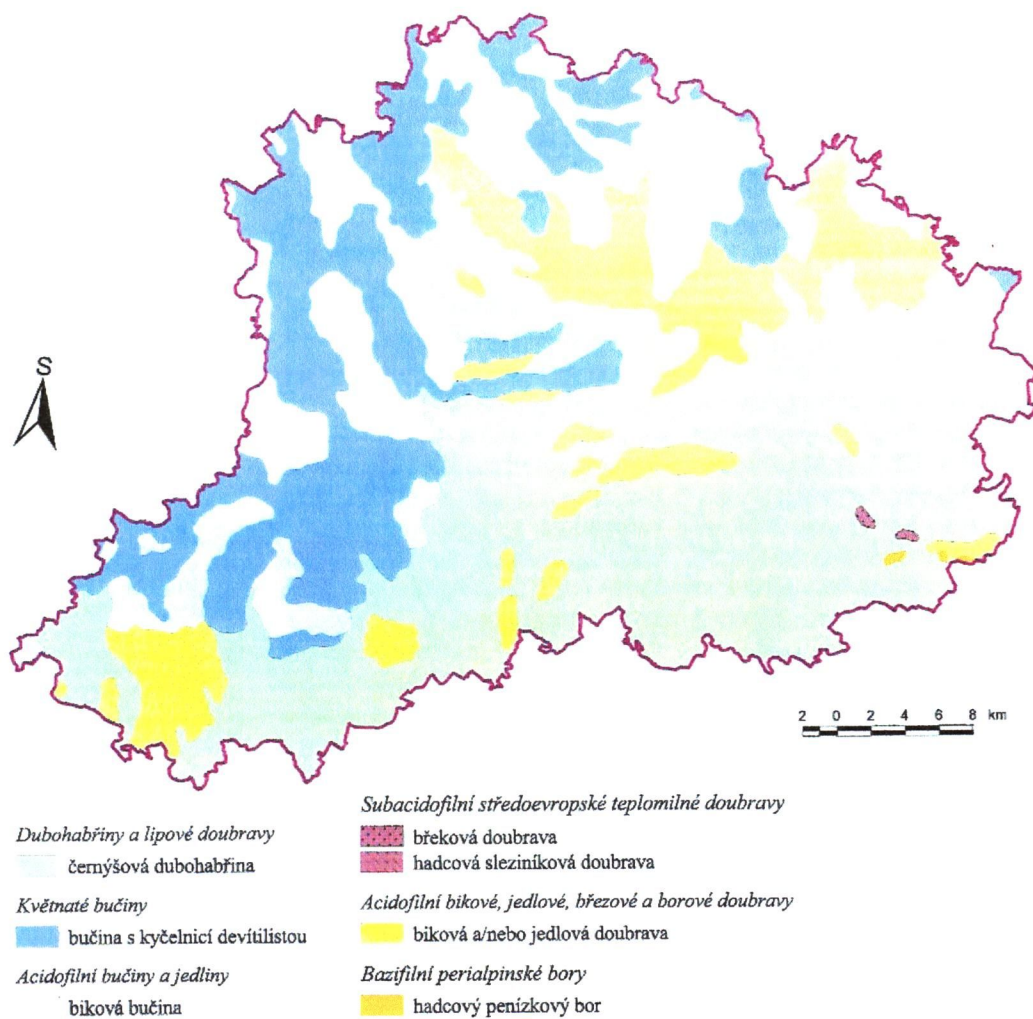 S
2 0 2 4 6 8 km
Dubohabřiny a lipové doubravy
černýšová dubohabřina
Květnaté bučiny
bučina s kyčelnicí devítilistou
Acidofilní bučiny a jedliny
biková bučina
Subacidofilní středoevropské teplomilné doubravy
břeková doubrava
hadcová sleziníková doubrava
Acidofilní bikové, jedlové, březové a borové doubravy
biková a/nebo jedlová doubrava
Bazifilní perialpinské bory
hadcový penízkový bor